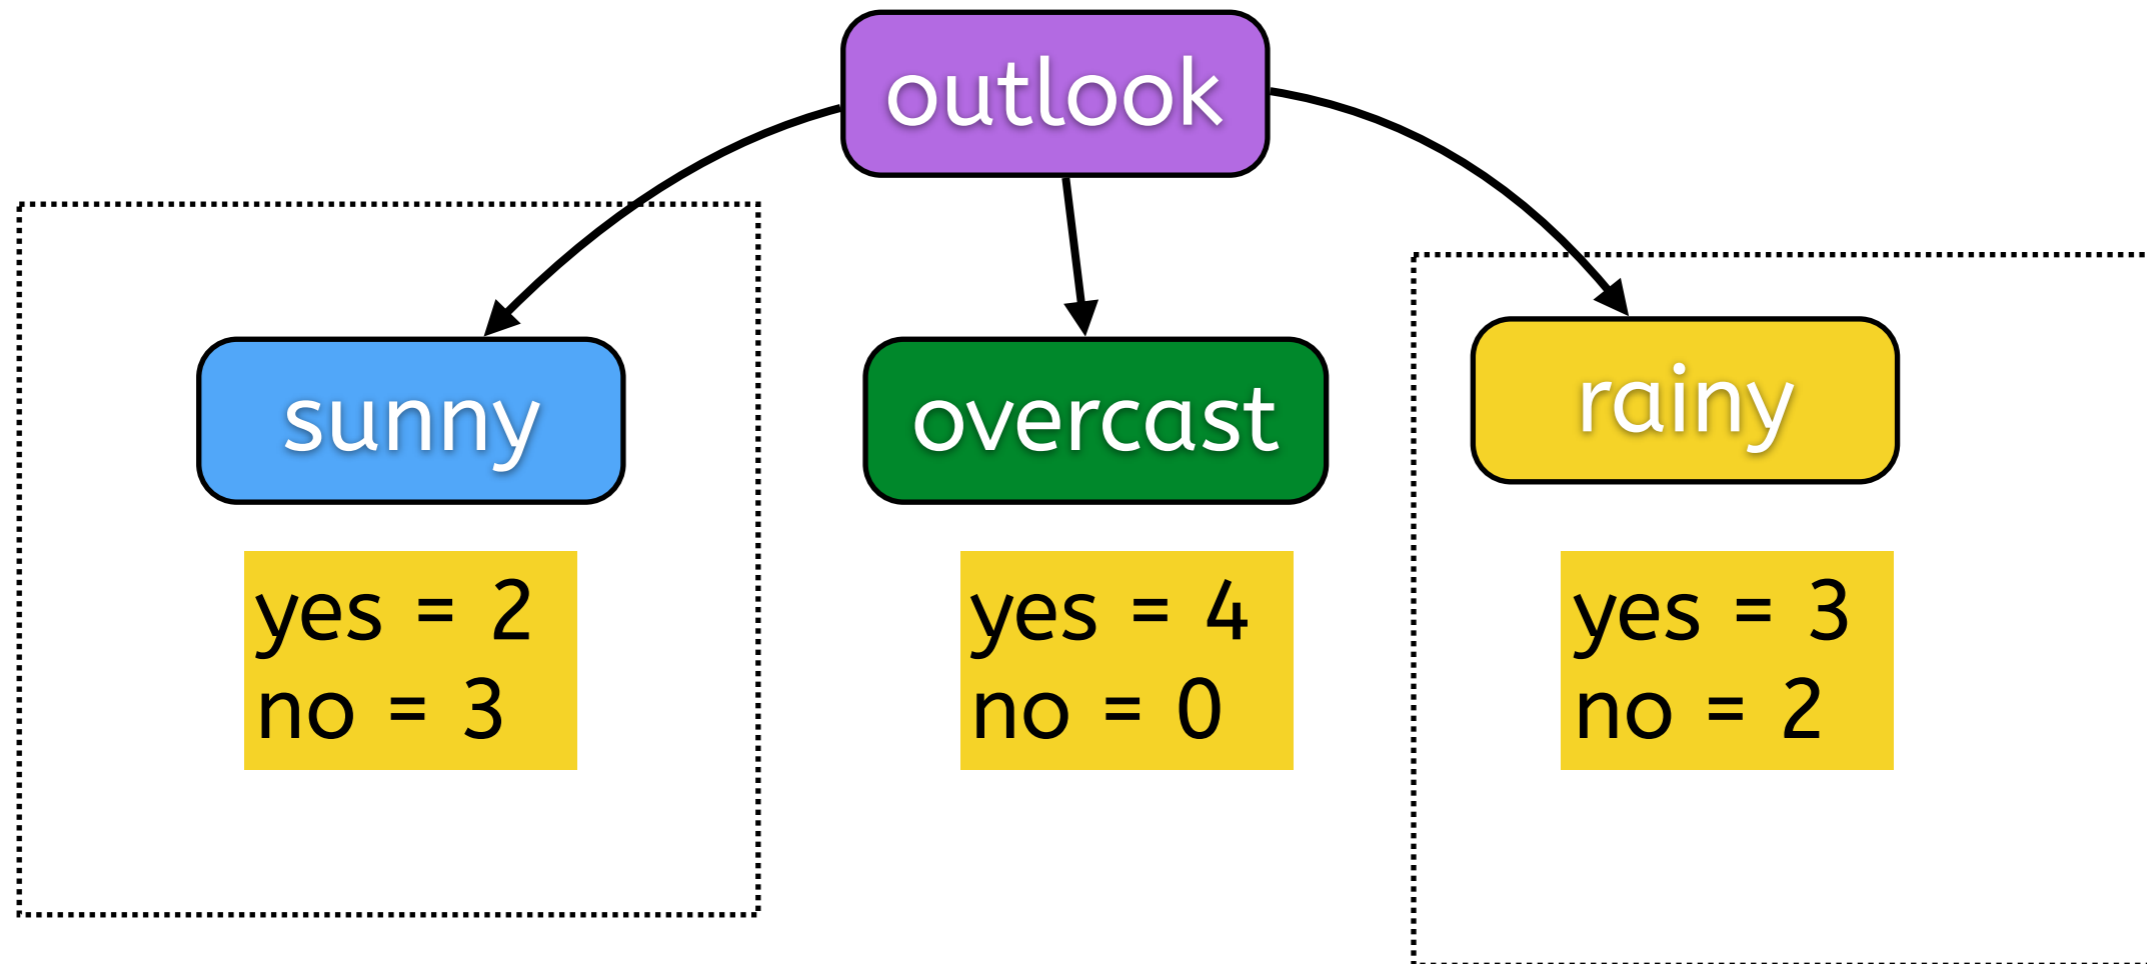 outlook
sunny
overcast
rainy
yes = 2
no = 3
yes = 4
no = 0
yes = 3
no = 2